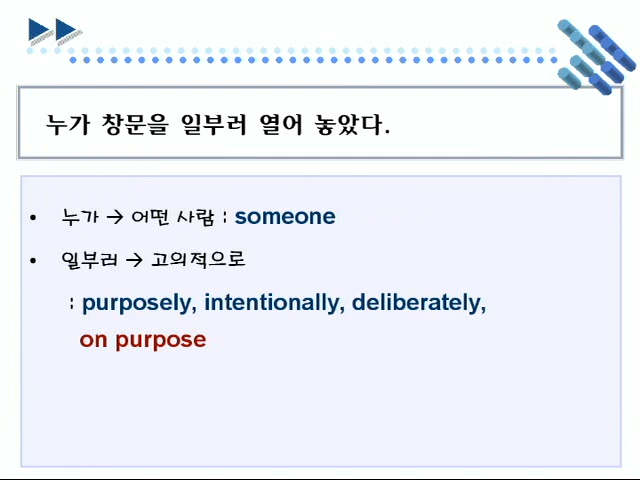 누가 창문을 일부러 열어 놓았다.
• 누가 → 어떤 사람 : someone
• 일부러 → 고의적으로
: purposely, intentionally, deliberately,
on purpose